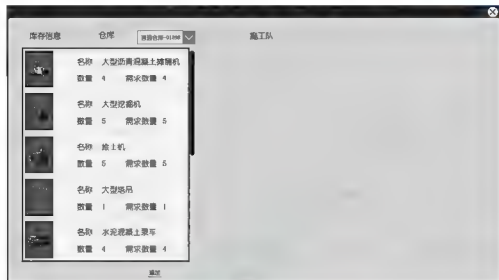 库存信息 仓库 -018# 施工队
名称 大型沥青混凝土摊铺机
数量 4 需求数量 4
名称 大型挖掘机
数量 5 需求数量 5
名称 推土机
数量 5 需求数量 5
名称 大型塔吊
数量 1 需求数量 1
名称 水泥混凝土泵车
数量 4 需求数量 4